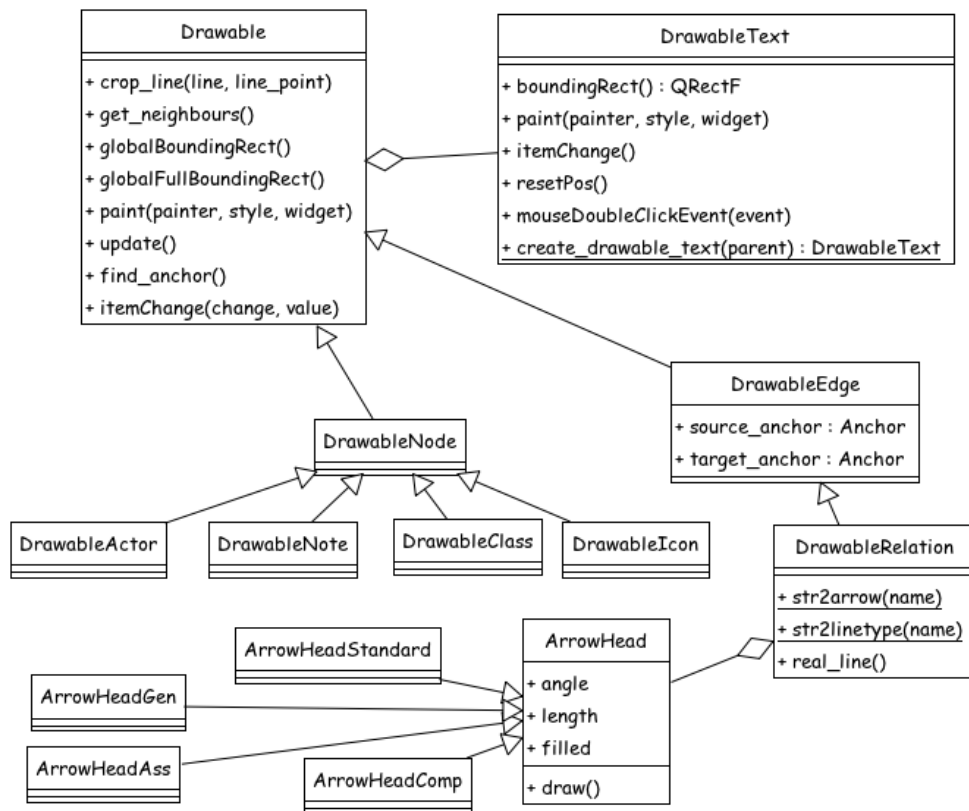 Drawable
+ crop_line(line, line_point)
+ get_neighbours()
+ globalBoundingRect()
+ globalFullBoundingRect()
+ paint(painter, style, widget)
+ update()
+ find_anchor()
+ itemChange(change, value)
DrawableText
+ boundingRect() : QRectF
+ paint(painter, style, widget)
+ itemChange()
+ resetPos()
+ mouseDoubleClickEvent(event)
+ create_drawable_text(parent) : DrawableText
DrawableEdge
+ source_anchor : Anchor
+ target_anchor : Anchor
DrawableNode
DrawableActor
DrawableNote
DrawableClass
DrawableIcon
DrawableRelation
+ str2arrow(name)
+ str2linetype(name)
+ real_line()
ArrowHeadStandard
ArrowHead
+ angle
+ length
+ filled
+ draw()
ArrowHeadGen
ArrowHeadAss
ArrowHeadComp